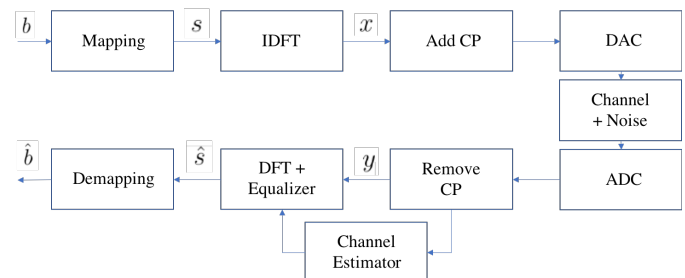 b
Mapping
s
IDFT
x
Add CP
DAC
Channel
+ Noise
ADC
Remove
CP
y
DFT +
Equalizer
ŝ
Demapping
b̂
Channel
Estimator